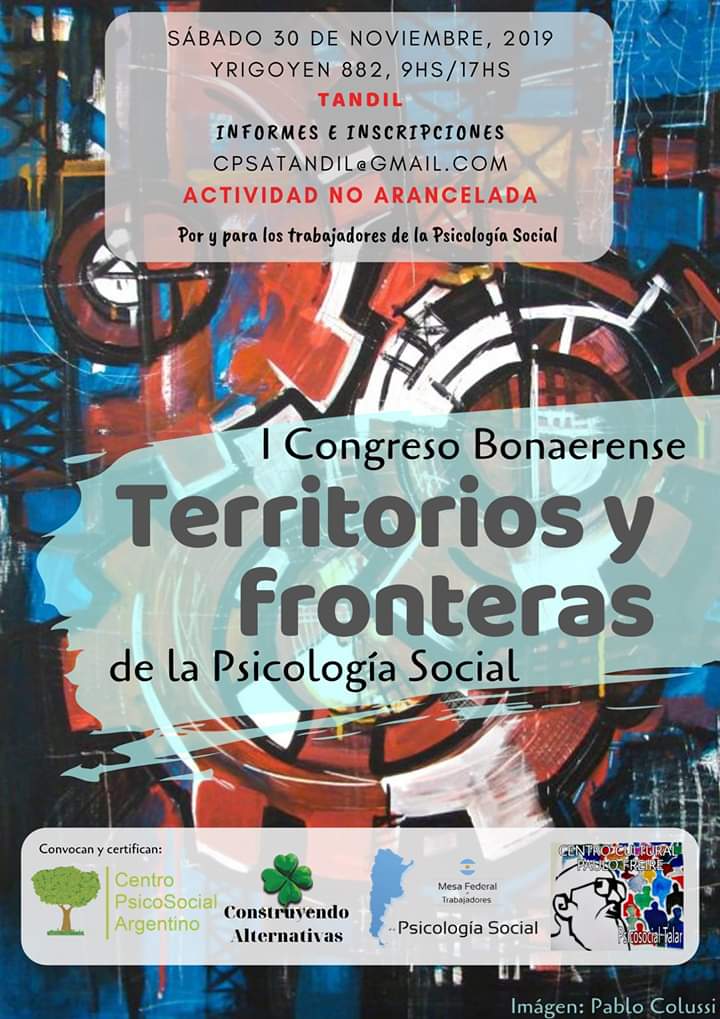 SÁBADO 30 DE NOVIEMBRE, 2019
YRIGOYEN 882, 9HS/17HS
TANDIL
INFORMES E INSCRIPCIONES
CPSATANDIL@GMAIL.COM
ACTIVIDAD NO ARANCELADA
Por y para los trabajadores de la Psicología Social
I Congreso Bonaerense
Territorios y
fronteras
de la Psicología Social
Convocan y certifican:
Centro
PsicoSocial
Argentino
Construyendo
Alternativas
Mesa Federal
Trabajadores
Psicología Social
CENTRO CULTURAL
PAULO FREIRE
Psicosocial-Talar
Imágen: Pablo Colussi